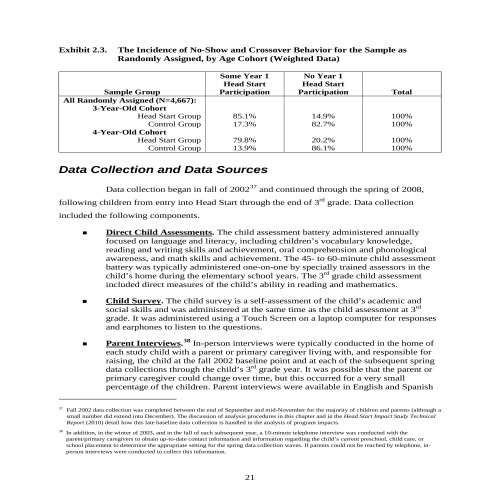 Exhibit 2.3. The Incidence of No-Show and Crossover Behavior for the Sample as
Randomly Assigned, by Age Cohort (Weighted Data)
Sample Group Some Year 1 Head Start Participation No Year 1 Head Start Participation Total
All Randomly Assigned (N=4,667):
3-Year-Old Cohort
Head Start Group 85.1% 14.9% 100%
Control Group 17.3% 82.7% 100%
4-Year-Old Cohort
Head Start Group 79.8% 20.2% 100%
Control Group 13.9% 86.1% 100%
Data Collection and Data Sources
Data collection began in fall of 2002³⁷ and continued through the spring of 2008,
following children from entry into Head Start through the end of 3rd grade. Data collection
included the following components.
■ Direct Child Assessments. The child assessment battery administered annually
focused on language and literacy, including children's vocabulary knowledge,
reading and writing skills and achievement, oral comprehension and phonological
awareness, and math skills and achievement. The 45- to 60-minute child assessment
battery was typically administered one-on-one by specially trained assessors in the
child's home during the elementary school years. The 3rd grade child assessment
included direct measures of the child's ability in reading and mathematics.
■ Child Survey. The child survey is a self-assessment of the child's academic and
social skills and was administered at the same time as the child assessment at 3rd
grade. It was administered using a Touch Screen on a laptop computer for responses
and earphones to listen to the questions.
■ Parent Interviews.³⁸ In-person interviews were typically conducted in the home of
each study child with a parent or primary caregiver living with, and responsible for
raising, the child at the fall 2002 baseline point and at each of the subsequent spring
data collections through the child's 3rd grade year. It was possible that the parent or
primary caregiver could change over time, but this occurred for a very small
percentage of the children. Parent interviews were available in English and Spanish
37 Fall 2002 data collection was completed between the end of September and mid-November for the majority of children and parents (although a
small number did extend into December). The discussion of analysis procedures in this chapter and in the Head Start Impact Study Technical
Report (2010) detail how this late baseline data collection is handled in the analysis of program impacts.
38 In addition, in the winter of 2003, and in the fall of each subsequent year, a 10-minute telephone interview was conducted with the
parent/primary caregivers to obtain up-to-date contact information and information regarding the child's current preschool, child care, or
school placement to determine the appropriate setting for the spring data collection waves. If parents could not be reached by telephone, in-
person interviews were conducted to collect this information.
21